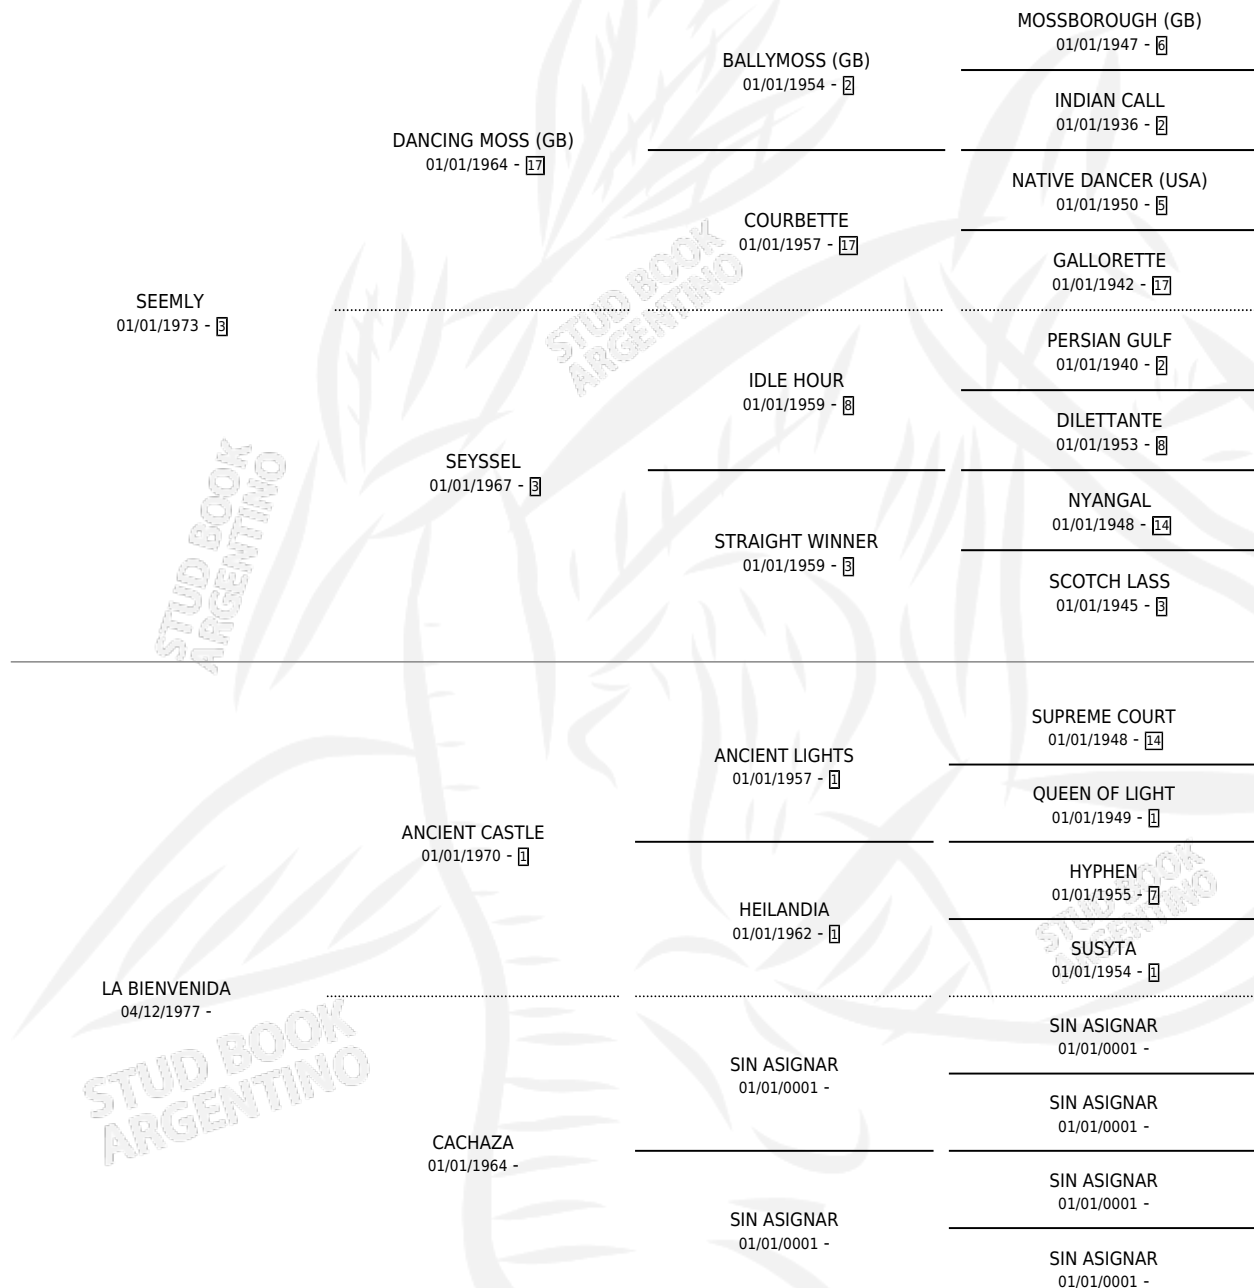 MOSSBOROUGH (GB)
01/01/1947 - 6
BALLYMOSS (GB)
01/01/1954 - 2
INDIAN CALL
01/01/1936 - 2
DANCING MOSS (GB)
01/01/1964 - 17
NATIVE DANCER (USA)
01/01/1950 - 5
COURBETTE
01/01/1957 - 17
GALLORETTE
01/01/1942 - 17
SEEMLY
01/01/1973 - 3
STUD BOOK
ARGENTINO
PERSIAN GULF
01/01/1940 - 2
IDLE HOUR
01/01/1959 - 8
DILETTANTE
01/01/1953 - 8
SEYSSEL
01/01/1967 - 3
NYANGAL
01/01/1948 - 14
STRAIGHT WINNER
01/01/1959 - 3
SCOTCH LASS
01/01/1945 - 3
STUD BOOK
ARGENTINO
SUPREME COURT
01/01/1948 - 14
ANCIENT LIGHTS
01/01/1957 - 1
QUEEN OF LIGHT
01/01/1949 - 1
ANCIENT CASTLE
01/01/1970 - 1
HYPHEN
01/01/1955 - 7
HEILANDIA
01/01/1962 - 1
SUSYTA
01/01/1954 - 1
STUD BOOK
ARGENTINO
LA BIENVENIDA
04/12/1977 -
SIN ASIGNAR
01/01/0001 -
SIN ASIGNAR
01/01/0001 -
SIN ASIGNAR
01/01/0001 -
STUD BOOK
ARGENTINO
CACHAZA
01/01/1964 -
SIN ASIGNAR
01/01/0001 -
SIN ASIGNAR
01/01/0001 -
SIN ASIGNAR
01/01/0001 -